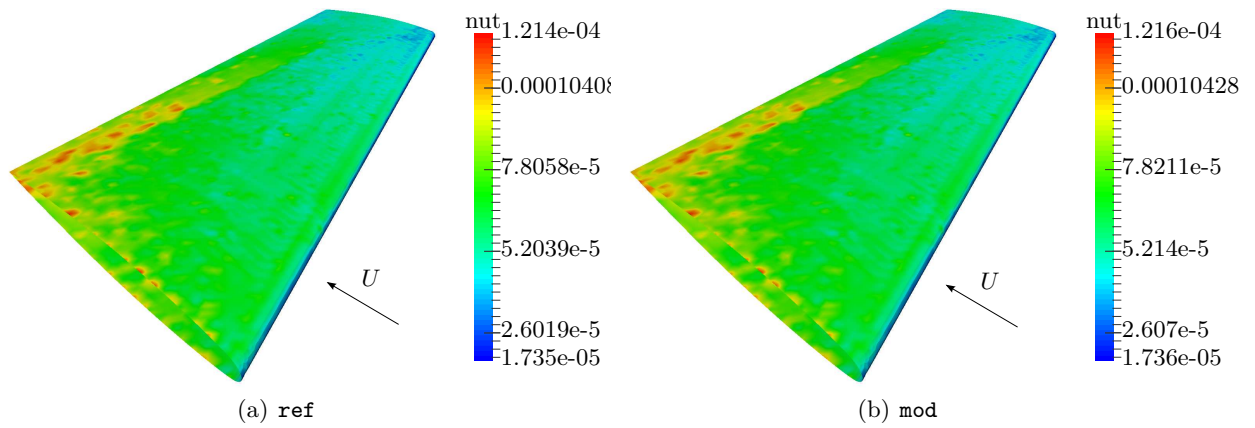 nut
1.214e-04
0.00010408
7.8058e-5
5.2039e-5
2.6019e-5
1.735e-05
U
(a) ref
nut
1.216e-04
0.00010428
7.8211e-5
5.214e-5
2.607e-5
1.736e-05
U
(b) mod